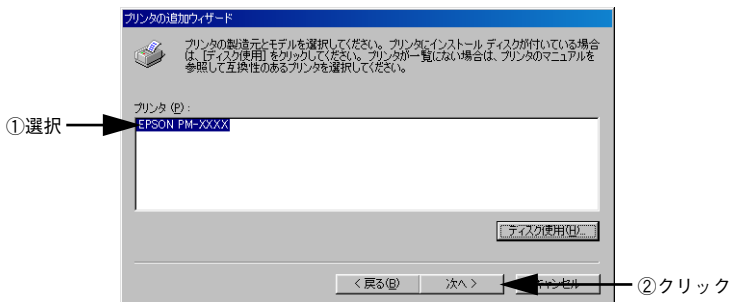 プリンタの追加ウィザード
プリンタの製造元とモデルを選択してください。プリンタにインストール ディスクが付いている場合
は、[ディスク使用] をクリックしてください。プリンタが一覧にない場合は、プリンタのマニュアルを
参照して互換性のあるプリンタを選択してください。
プリンタ (P) :
①選択
EPSON PM-XXXX
ディスク使用(H)...
< 戻る(B)
次へ >
キャンセル
②クリック